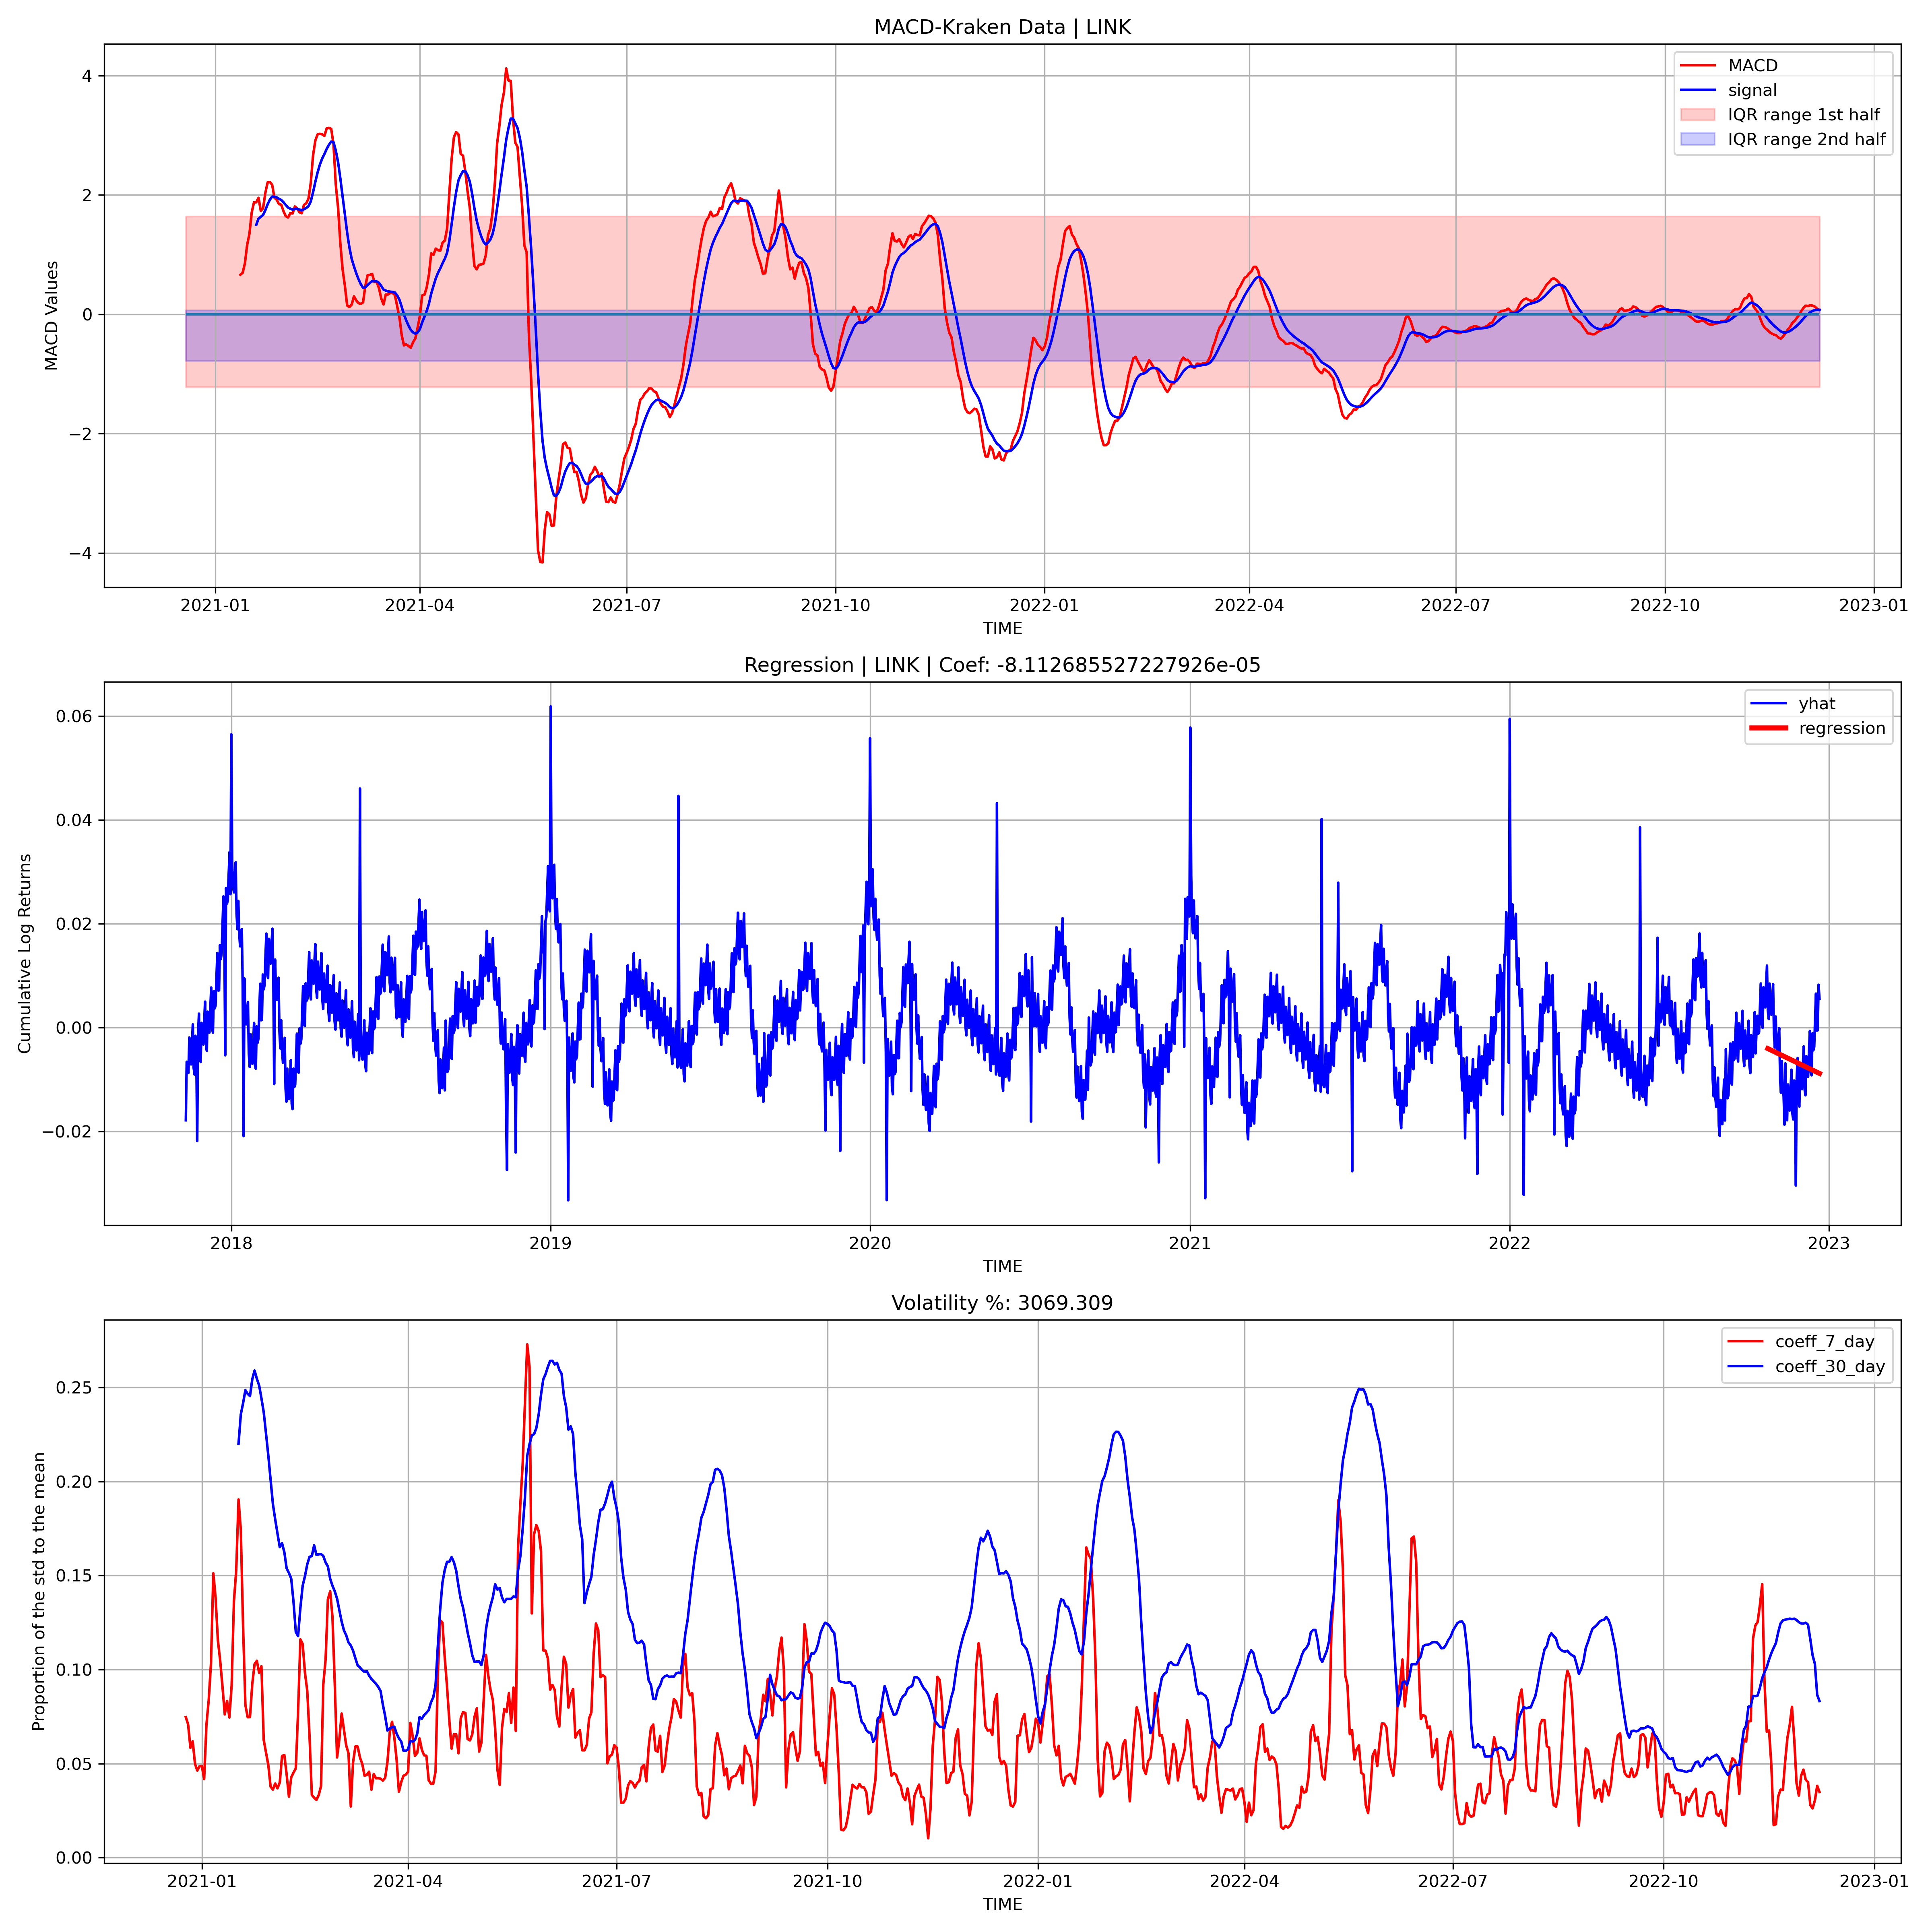 MACD-Kraken Data | LINK
MACD Values
4
2
0
−2
−4
MACD
signal
IQR range 1st half
IQR range 2nd half
2021-01 2021-04 2021-07 2021-10 2022-01 2022-04 2022-07 2022-10 2023-01
TIME
Regression | LINK | Coef: -8.112685527227926e-05
Cumulative Log Returns
0.06
0.04
0.02
0.00
−0.02
yhat
regression
2018 2019 2020 2021 2022 2023
TIME
Volatility %: 3069.309
Proportion of the std to the mean
0.25
0.20
0.15
0.10
0.05
0.00
coeff_7_day
coeff_30_day
2021-01 2021-04 2021-07 2021-10 2022-01 2022-04 2022-07 2022-10 2023-01
TIME